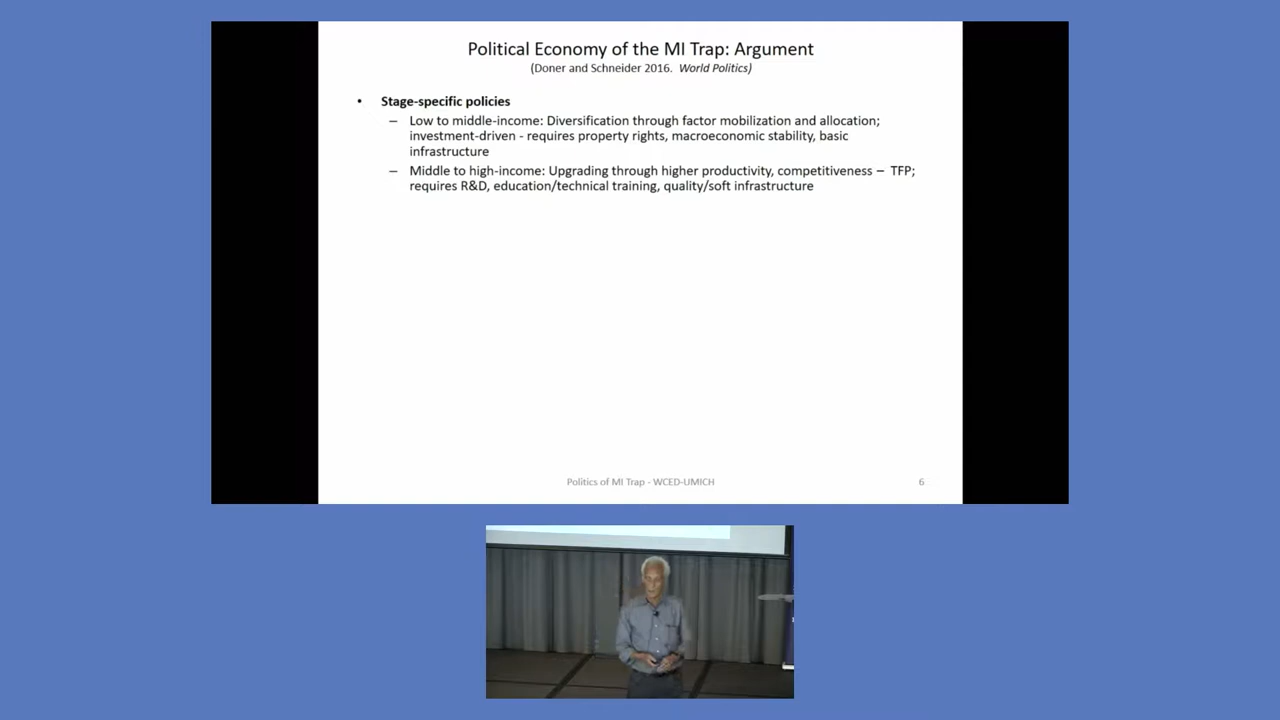 Political Economy of the MI Trap: Argument
(Doner and Schneider 2016. World Politics)
• Stage-specific policies
– Low to middle-income: Diversification through factor mobilization and allocation;
investment-driven - requires property rights, macroeconomic stability, basic
infrastructure
– Middle to high-income: Upgrading through higher productivity, competitiveness – TFP;
requires R&D, education/technical training, quality/soft infrastructure
Politics of MI Trap - WCED-UMICH
6